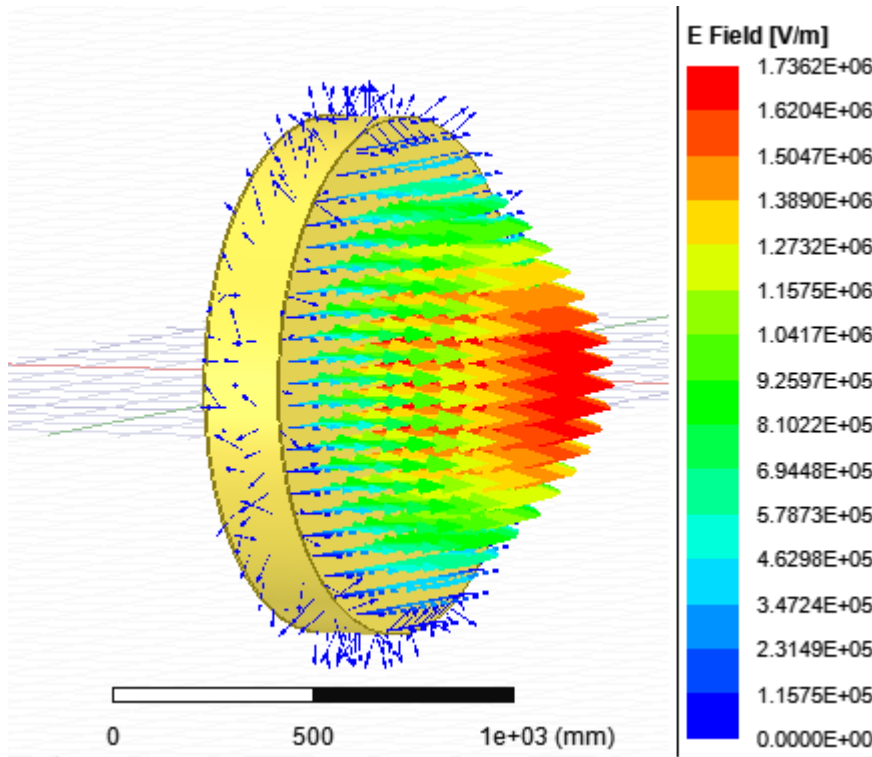 E Field [V/m]
1.7362E+06
1.6204E+06
1.5047E+06
1.3890E+06
1.2732E+06
1.1575E+06
1.0417E+06
9.2597E+05
8.1022E+05
6.9448E+05
5.7873E+05
4.6298E+05
3.4724E+05
2.3149E+05
1.1575E+05
0.0000E+00
0 500 1e+03 (mm)